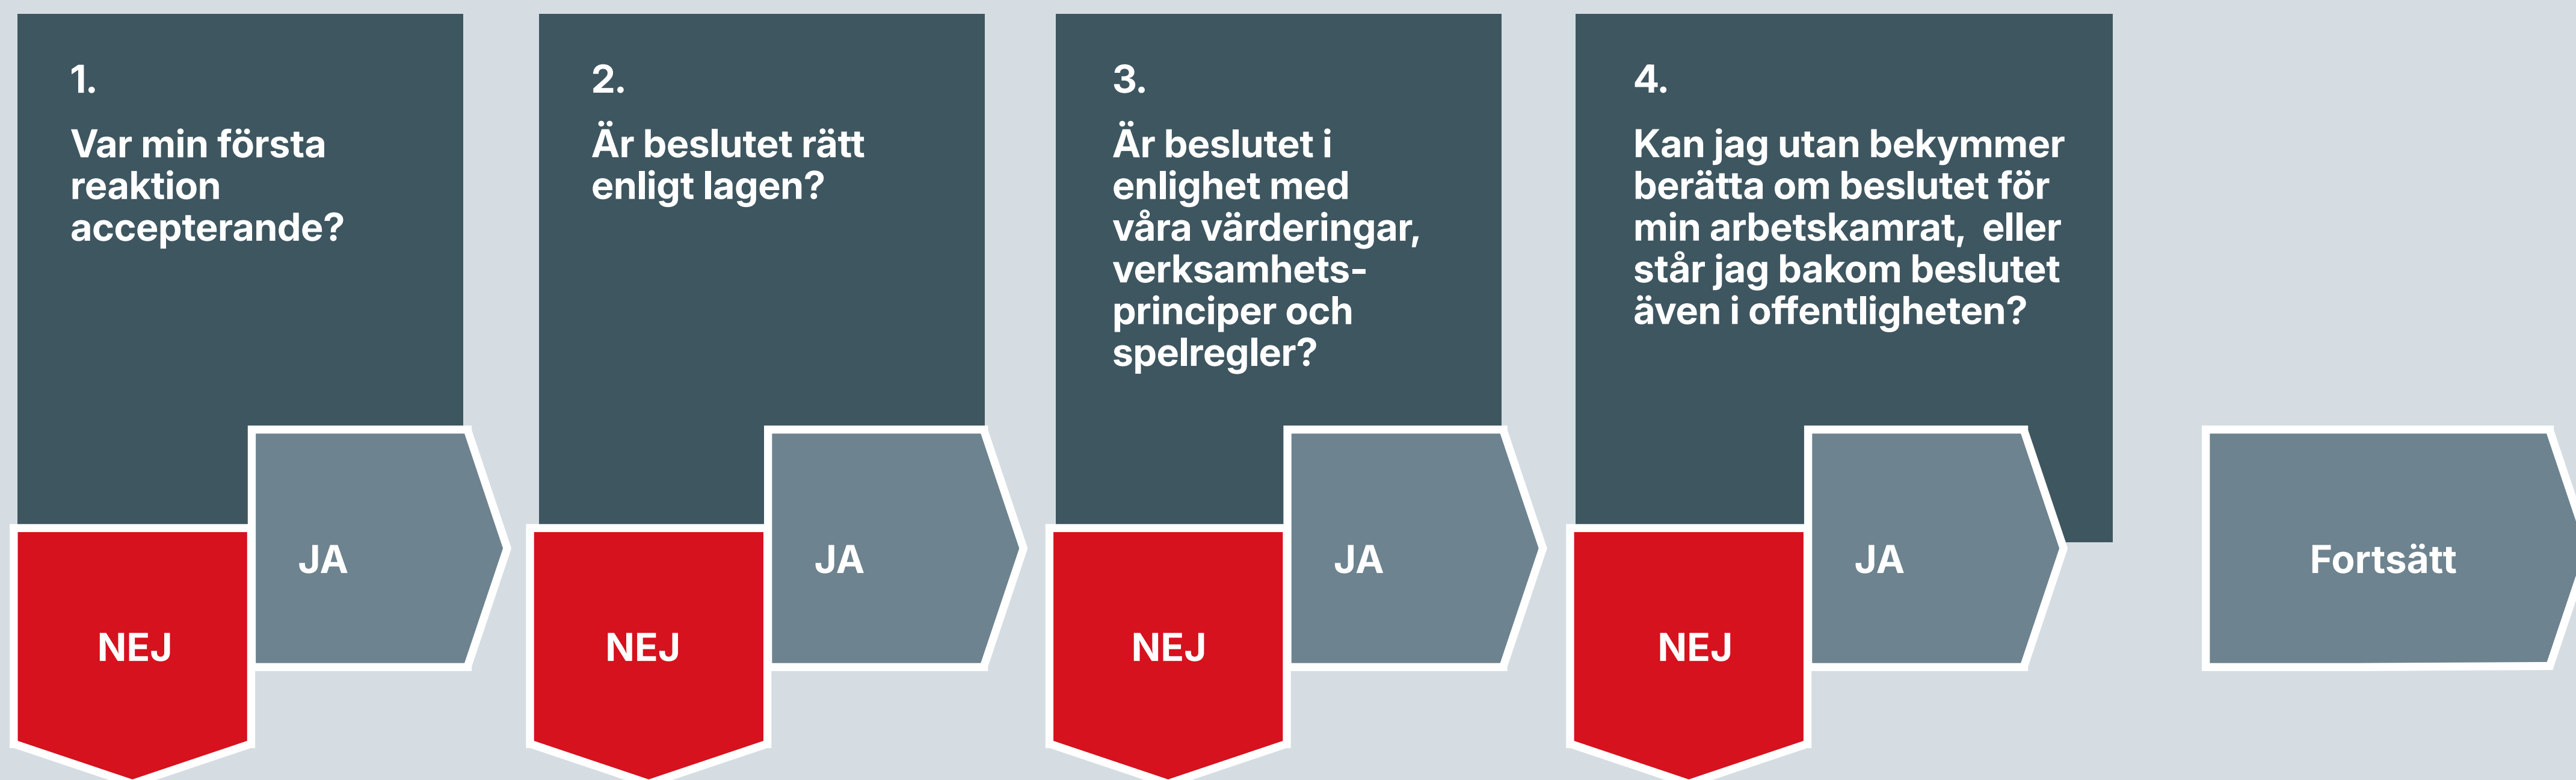 1.
Var min första
reaktion
accepterande?
NEJ
JA
2.
Är beslutet rätt
enligt lagen?
NEJ
JA
3.
Är beslutet i
enlighet med
våra värderingar,
verksamhets-
principer och
spelregler?
NEJ
JA
4.
Kan jag utan bekymmer
berätta om beslutet för
min arbetskamrat,  eller
står jag bakom beslutet
även i offentligheten?
NEJ
JA
Fortsätt